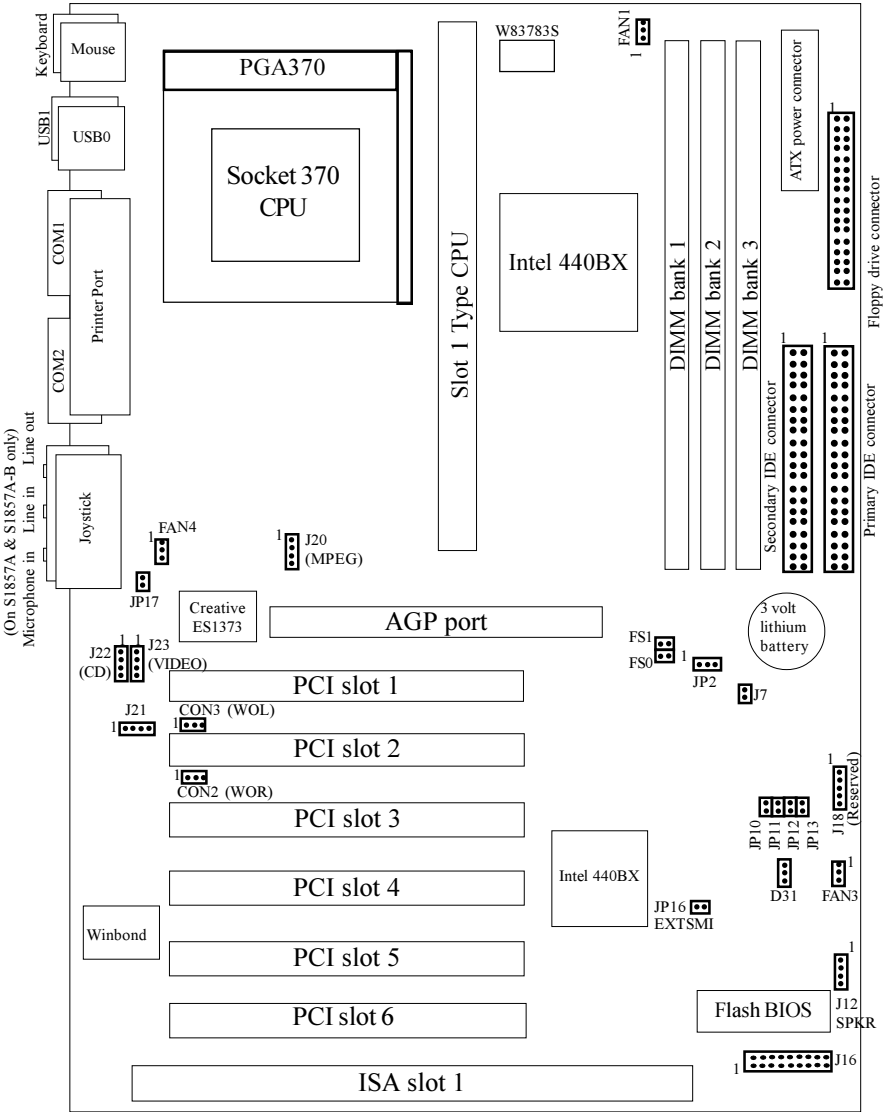 Keyboard
Mouse
USB1
USB0
COM1
COM2
Printer Port
(On S1857A & S1857A-B only)
Microphone in Line in Line out
Joystick
PGA370
Socket 370
CPU
Slot 1 Type CPU
W83783S
FAN1
1
Intel 440BX
DIMM bank 1
DIMM bank 2
DIMM bank 3
ATX power connector
1
Floppy drive connector
1
Secondary IDE connector
1
Primary IDE connector
FAN4
1
JP17
1
J20
(MPEG)
Creative
ES1373
AGP port
3 volt
lithium
battery
FS1
FS0
1
JP2
J7
1
J22
(CD)
1
J23
(VIDEO)
PCI slot 1
J21
1
CON3 (WOL)
1
PCI slot 2
1
CON2 (WOR)
PCI slot 3
1
J18
(Reserved)
JP10
JP11
JP12
JP13
PCI slot 4
Intel 440BX
D31
1
FAN3
JP16
EXTSMI
Winbond
PCI slot 5
1
J12
SPKR
PCI slot 6
Flash BIOS
J16
1
ISA slot 1